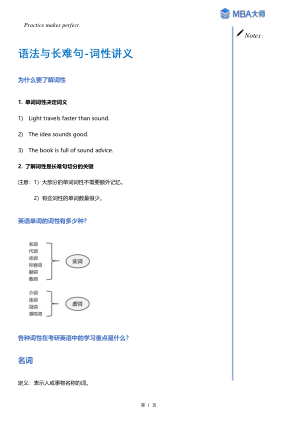 Practice makes perfect.
MBA大师
Notes:
语法与长难句-词性讲义
为什么要了解词性
1. 单词词性决定词义
1) Light travels faster than sound.
2) The idea sounds good.
3) The book is full of sound advice.
2. 了解词性是长难句切分的关键
注意：1）大部分的单词词性不需要额外记忆。
2）有些词性的单词数量很少。
英语单词的词性有多少种？
名词
代词
动词
形容词
副词
数词
实词
介词
连词
冠词
感叹词
虚词
各种词性在考研英语中的学习重点是什么？
名词
定义：表示人或事物名称的词。
第 1 页